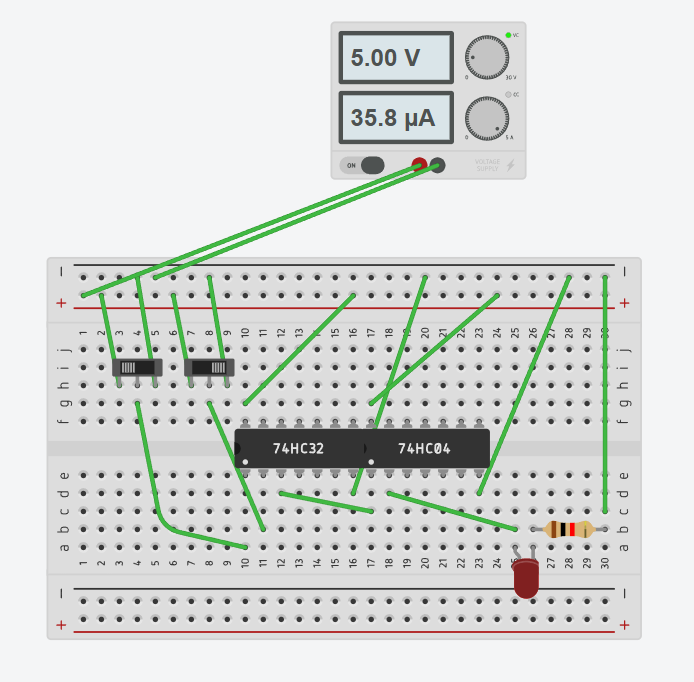 5.00 V
VC
0 30 V
35.8 µA
CC
0 5 A
ON
VOLTAGE
SUPPLY
− −
+ +
1 2 3 4 5 6 7 8 9 10 11 12 13 14 15 16 17 18 19 20 21 22 23 24 25 26 27 28 29 30
j j
i i
h h
g g
f f
74HC32 74HC04
e e
d d
c c
b b
a a
1 2 3 4 5 6 7 8 9 10 11 12 13 14 15 16 17 18 19 20 21 22 23 24 25 26 27 28 29 30
− −
+ +